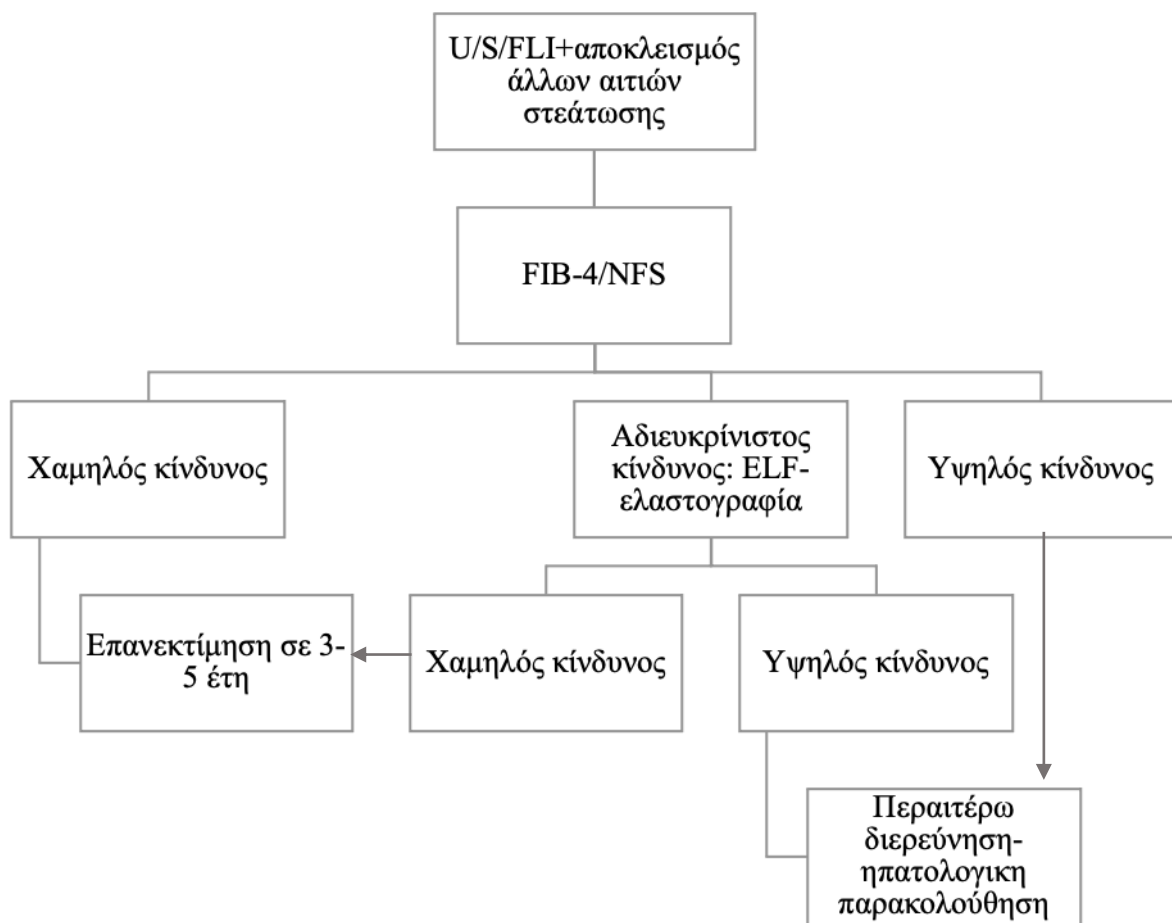 U/S/FLI+αποκλεισμός
άλλων αιτιών
στεάτωσης
FIB-4/NFS
Χαμηλός κίνδυνος
Αδιευκρίνιστος
κίνδυνος: ELF-
ελαστογραφία
Υψηλός κίνδυνος
Επανεκτίμηση σε 3-
5 έτη
Χαμηλός κίνδυνος
Υψηλός κίνδυνος
Περαιτέρω
διερεύνηση-
ηπατολογικη
παρακολούθηση